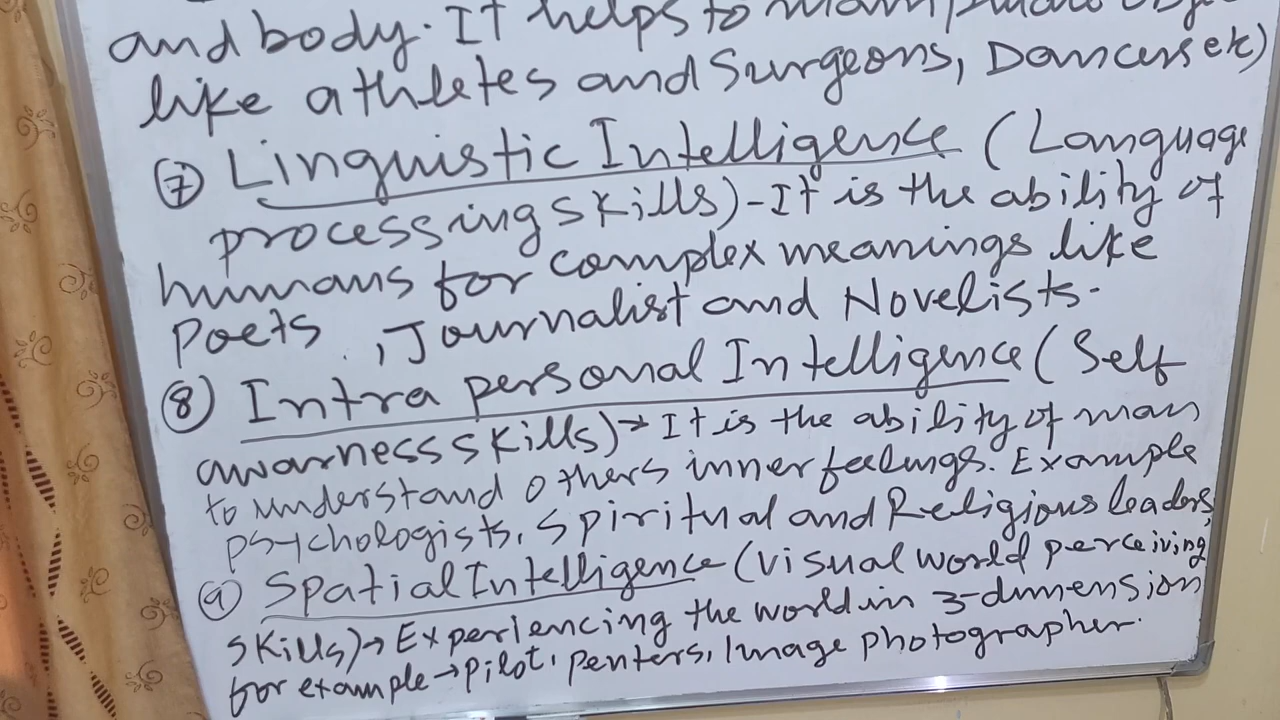 and body. It helps to
like athletes and Surgeons, Dancers etc)
⑦ Linguistic Intelligence (Language
processing skills) - It is the ability of
humans for complex meanings like
Poets , Journalist and Novelists.
⑧ Intra personal Intelligence (Self
awarness skills) → It is the ability of man
to understand others inner feelings. Example
psychologists, Spiritual and Religious leaders,
⑨ Spatial Intelligence (visual world perceiving
skills) → Experiencing the world in 3-dimension
for example → pilot, penters, Image photographer.